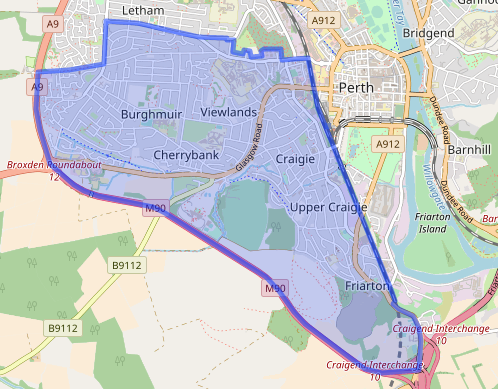 Letham
A9
A912
Bridgend
A9
Perth
Burghmuir
Viewlands
Dundee Road
Glasgow Road
A912
Barnhill
Cherrybank
Craigie
Broxden Roundabout
12
Willowgate
Dundee Road
M90
Upper Craigie
Friarton
Island
B9112
M90
Friarton
B9112
Craigend Interchange
10
Craigend Interchange
10